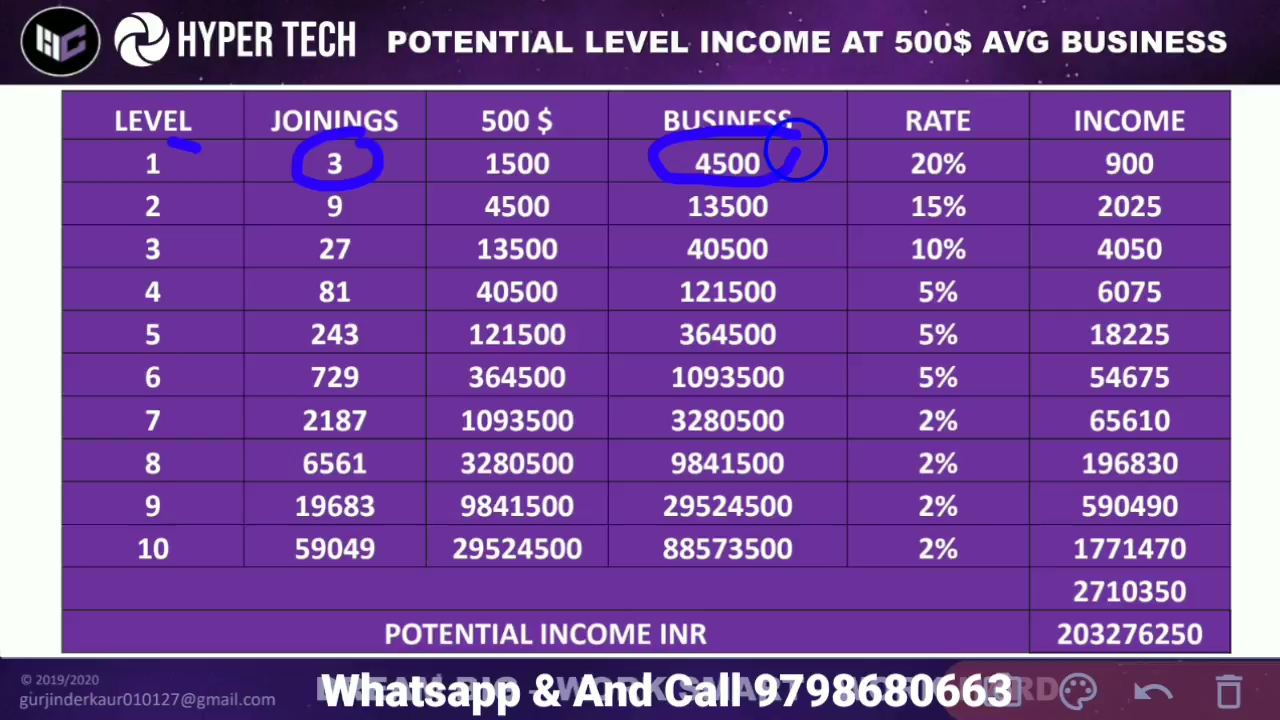 HC HYPER TECH POTENTIAL LEVEL INCOME AT 500$ AVG BUSINESS
LEVEL JOININGS 500 $ BUSINESS RATE INCOME
1 3 1500 4500 20% 900
2 9 4500 13500 15% 2025
3 27 13500 40500 10% 4050
4 81 40500 121500 5% 6075
5 243 121500 364500 5% 18225
6 729 364500 1093500 5% 54675
7 2187 1093500 3280500 2% 65610
8 6561 3280500 9841500 2% 196830
9 19683 9841500 29524500 2% 590490
10 59049 29524500 88573500 2% 1771470
2710350
POTENTIAL INCOME INR 203276250
© 2019/2020
gurjinderkaur010127@gmail.com
Whatsapp & And Call 9798680663